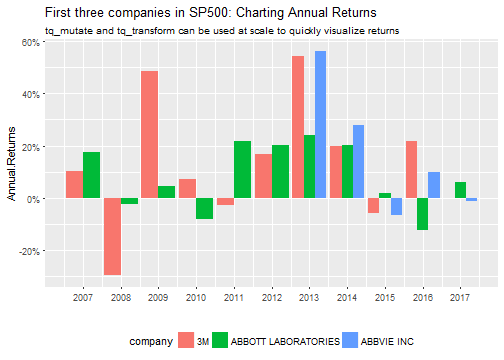 First three companies in SP500: Charting Annual Returns
tq_mutate and tq_transform can be used at scale to quickly visualize returns
60%
40%
20%
0%
-20%
Annual Returns
2007 2008 2009 2010 2011 2012 2013 2014 2015 2016 2017
company 3M ABBOTT LABORATORIES ABBVIE INC